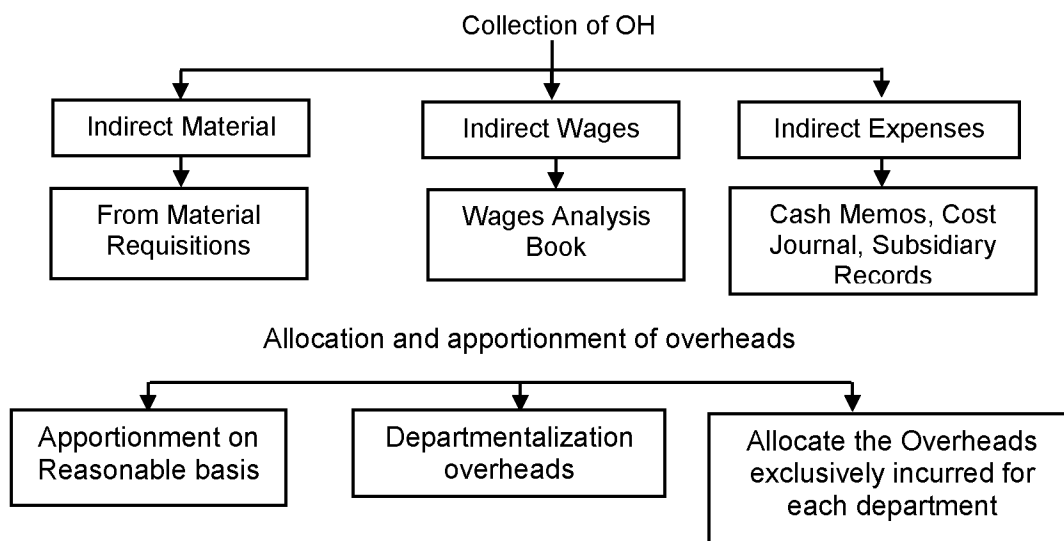 Collection of OH
Indirect Material
Indirect Wages
Indirect Expenses
From Material
Requisitions
Wages Analysis
Book
Cash Memos, Cost
Journal, Subsidiary
Records
Allocation and apportionment of overheads
Apportionment on
Reasonable basis
Departmentalization
overheads
Allocate the Overheads
exclusively incurred for
each department